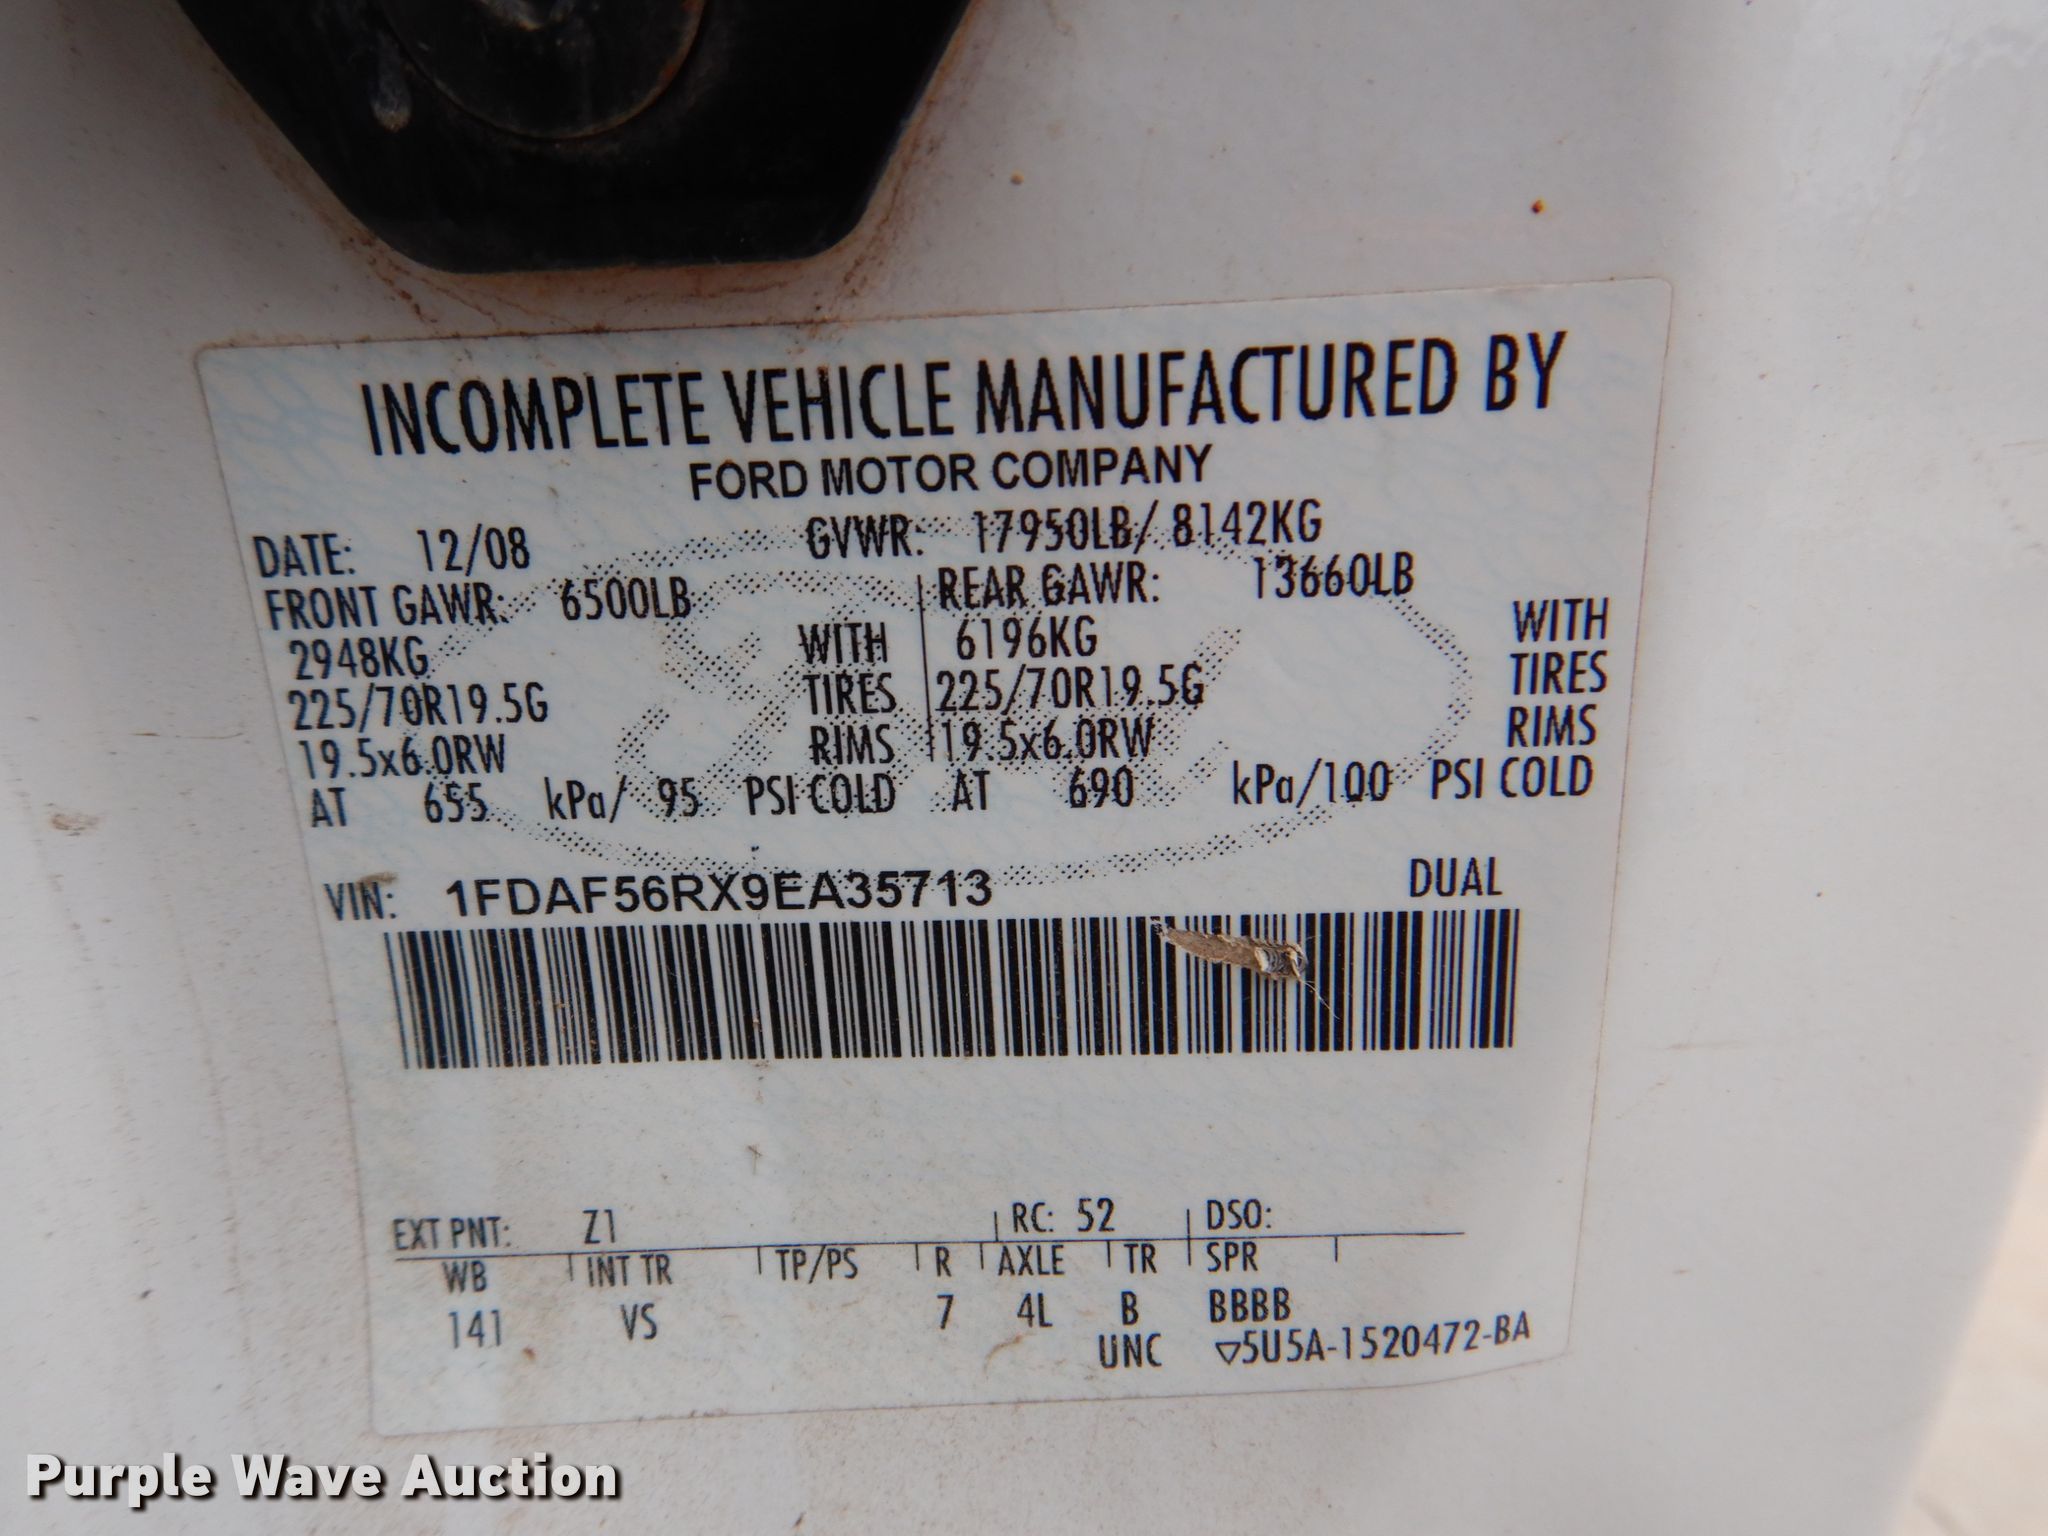 INCOMPLETE VEHICLE MANUFACTURED BY
FORD MOTOR COMPANY
DATE: 12/08 GVWR: 17950LB/ 8142KG
FRONT GAWR: 6500LB REAR GAWR: 13660LB
2948KG WITH 6196KG WITH
225/70R19.5G TIRES 225/70R19.5G TIRES
19.5x6.0RW RIMS 19.5x6.0RW RIMS
AT 655 kPa/ 95 PSI COLD AT 690 kPa/100 PSI COLD
VIN: 1FDAF56RX9EA35713 DUAL
EXT PNT: Z1 RC: 52 DSO:
WB INT TR TP/PS R AXLE TR SPR
141 VS 7 4L B BBBB
UNC ▽5U5A-1520472-BA
Purple Wave Auction